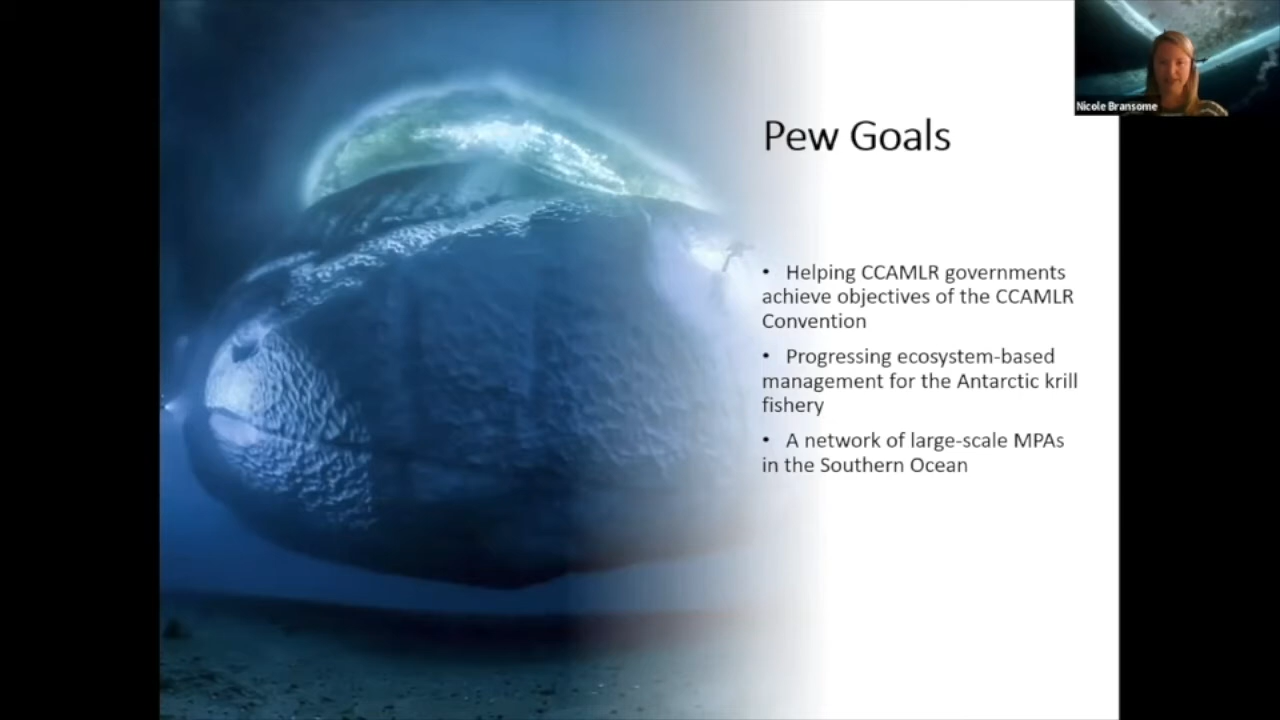 Nicole Bransome
Pew Goals
• Helping CCAMLR governments
achieve objectives of the CCAMLR
Convention
• Progressing ecosystem-based
management for the Antarctic krill
fishery
• A network of large-scale MPAs
in the Southern Ocean